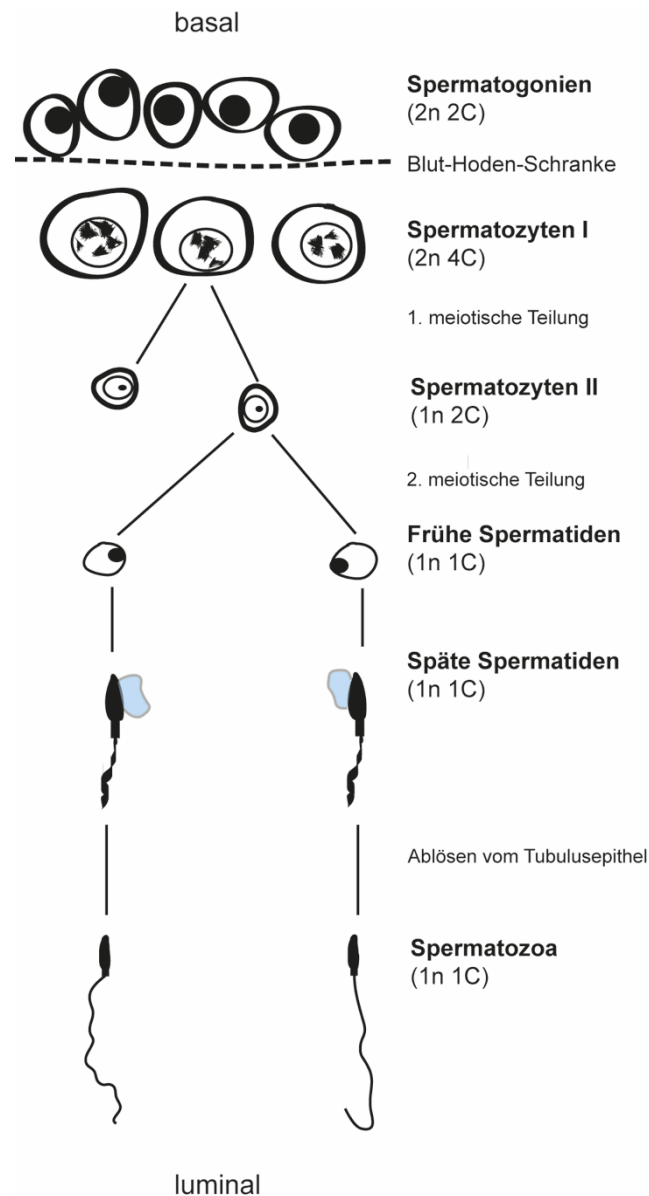 basal
Spermatogonien
(2n 2C)
Blut-Hoden-Schranke
Spermatozyten I
(2n 4C)
1. meiotische Teilung
Spermatozyten II
(1n 2C)
2. meiotische Teilung
Frühe Spermatiden
(1n 1C)
Späte Spermatiden
(1n 1C)
Ablösen vom Tubulusepithel
Spermatozoa
(1n 1C)
luminal